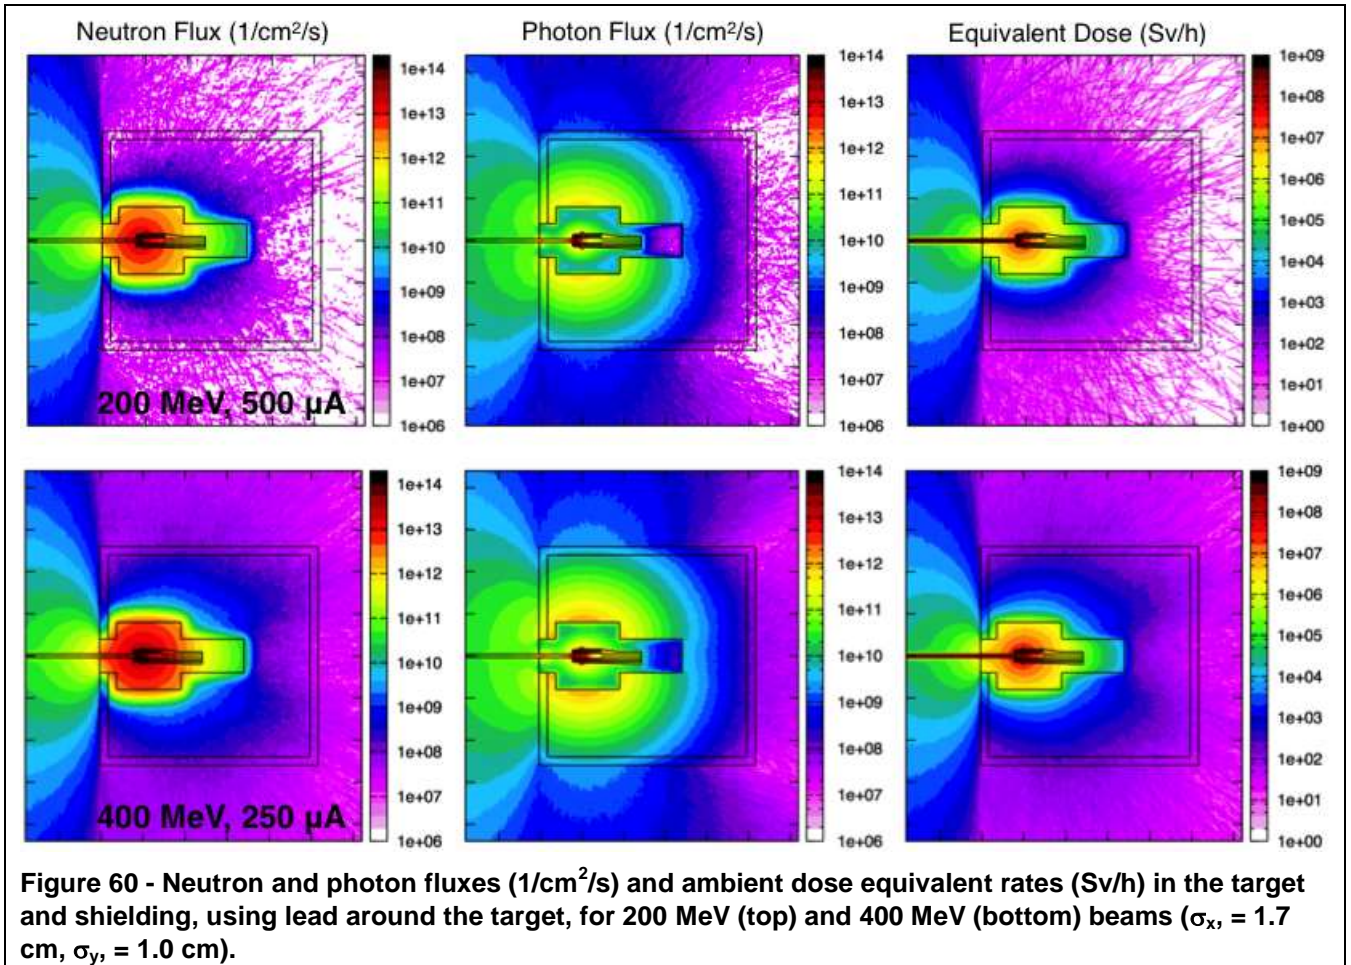 Neutron Flux (1/cm²/s) Photon Flux (1/cm²/s) Equivalent Dose (Sv/h)
1e+14 1e+14 1e+09
1e+13 1e+13 1e+08
1e+12 1e+12 1e+07
1e+11 1e+11 1e+06
1e+10 1e+10 1e+05
1e+09 1e+09 1e+04
1e+08 1e+08 1e+03
1e+07 1e+07 1e+02
1e+06 1e+06 1e+01
1e+00
200 MeV, 500 µA
1e+14 1e+14 1e+09
1e+13 1e+13 1e+08
1e+12 1e+12 1e+07
1e+11 1e+11 1e+06
1e+10 1e+10 1e+05
1e+09 1e+09 1e+04
1e+08 1e+08 1e+03
1e+07 1e+07 1e+02
1e+06 1e+06 1e+01
1e+00
400 MeV, 250 µA
Figure 60 - Neutron and photon fluxes (1/cm²/s) and ambient dose equivalent rates (Sv/h) in the target
and shielding, using lead around the target, for 200 MeV (top) and 400 MeV (bottom) beams (σx, = 1.7
cm, σy, = 1.0 cm).